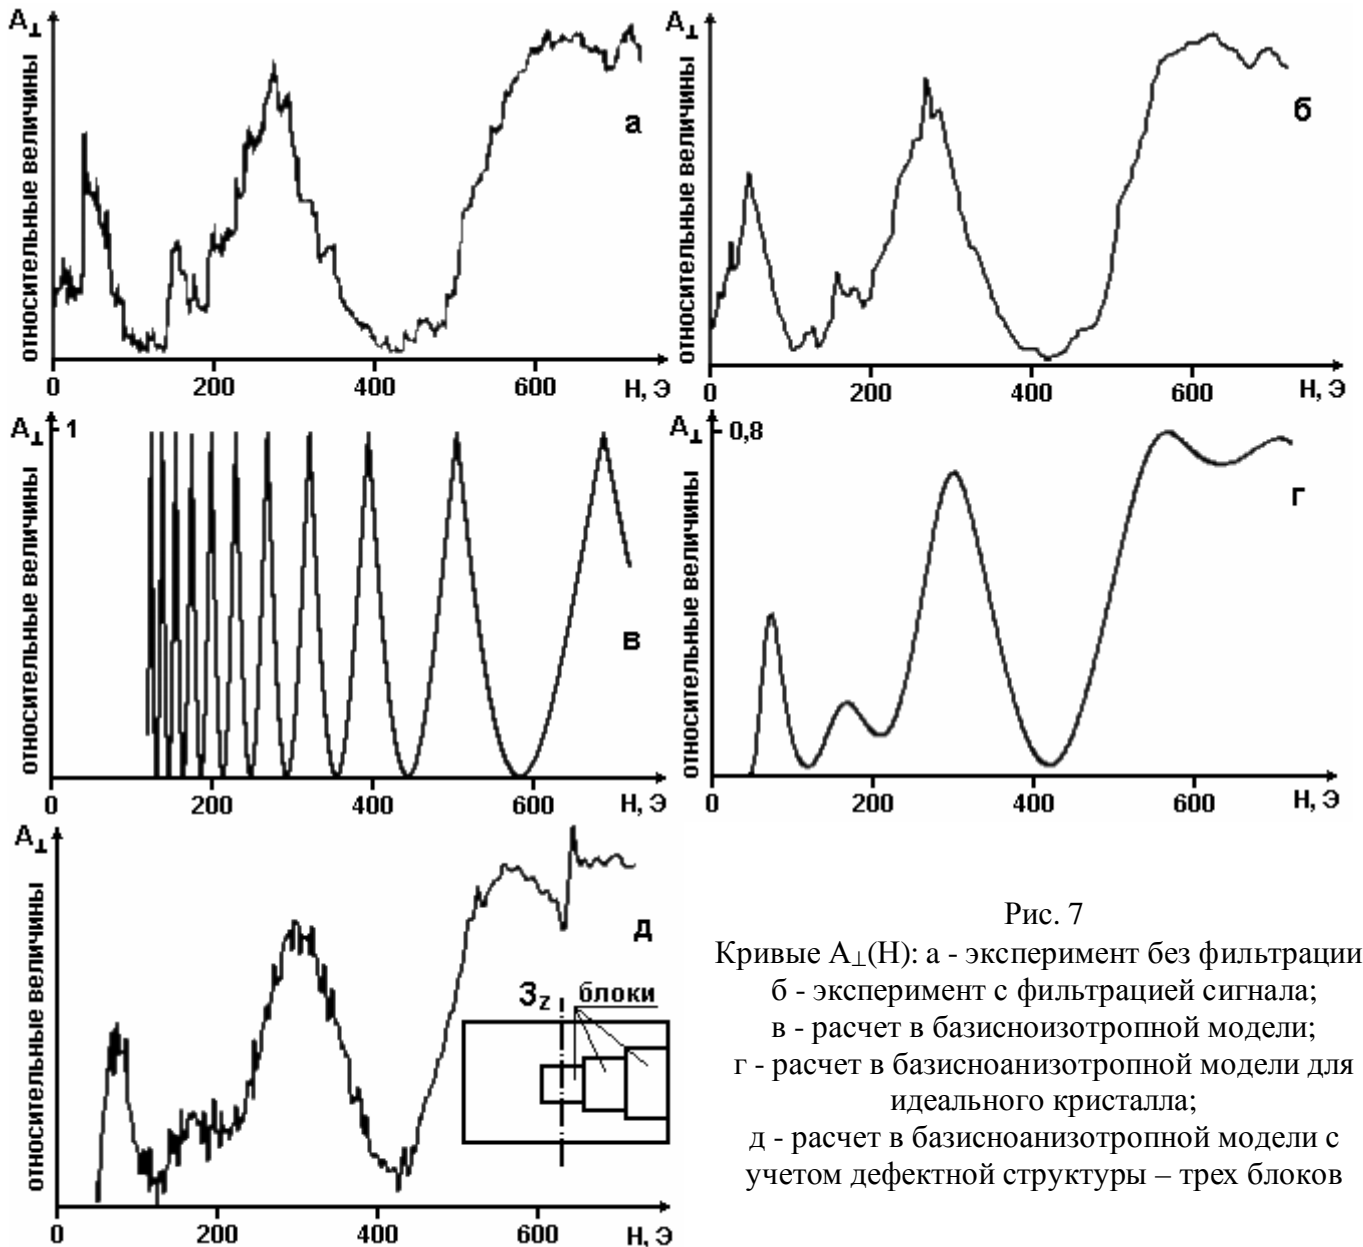 A⊥
относительные величины
а
0 200 400 600 Н, Э
A⊥
относительные величины
б
0 200 400 600 Н, Э
A⊥ 1
относительные величины
в
0 200 400 600 Н, Э
A⊥ 0,8
относительные величины
г
0 200 400 600 Н, Э
A⊥
относительные величины
д
3z блоки
0 200 400 600 Н, Э
Рис. 7
Кривые A⊥(H): а - эксперимент без фильтрации
б - эксперимент с фильтрацией сигнала;
в - расчет в базисноизотропной модели;
г - расчет в базисноанизотропной модели для
идеального кристалла;
д - расчет в базисноанизотропной модели с
учетом дефектной структуры – трех блоков